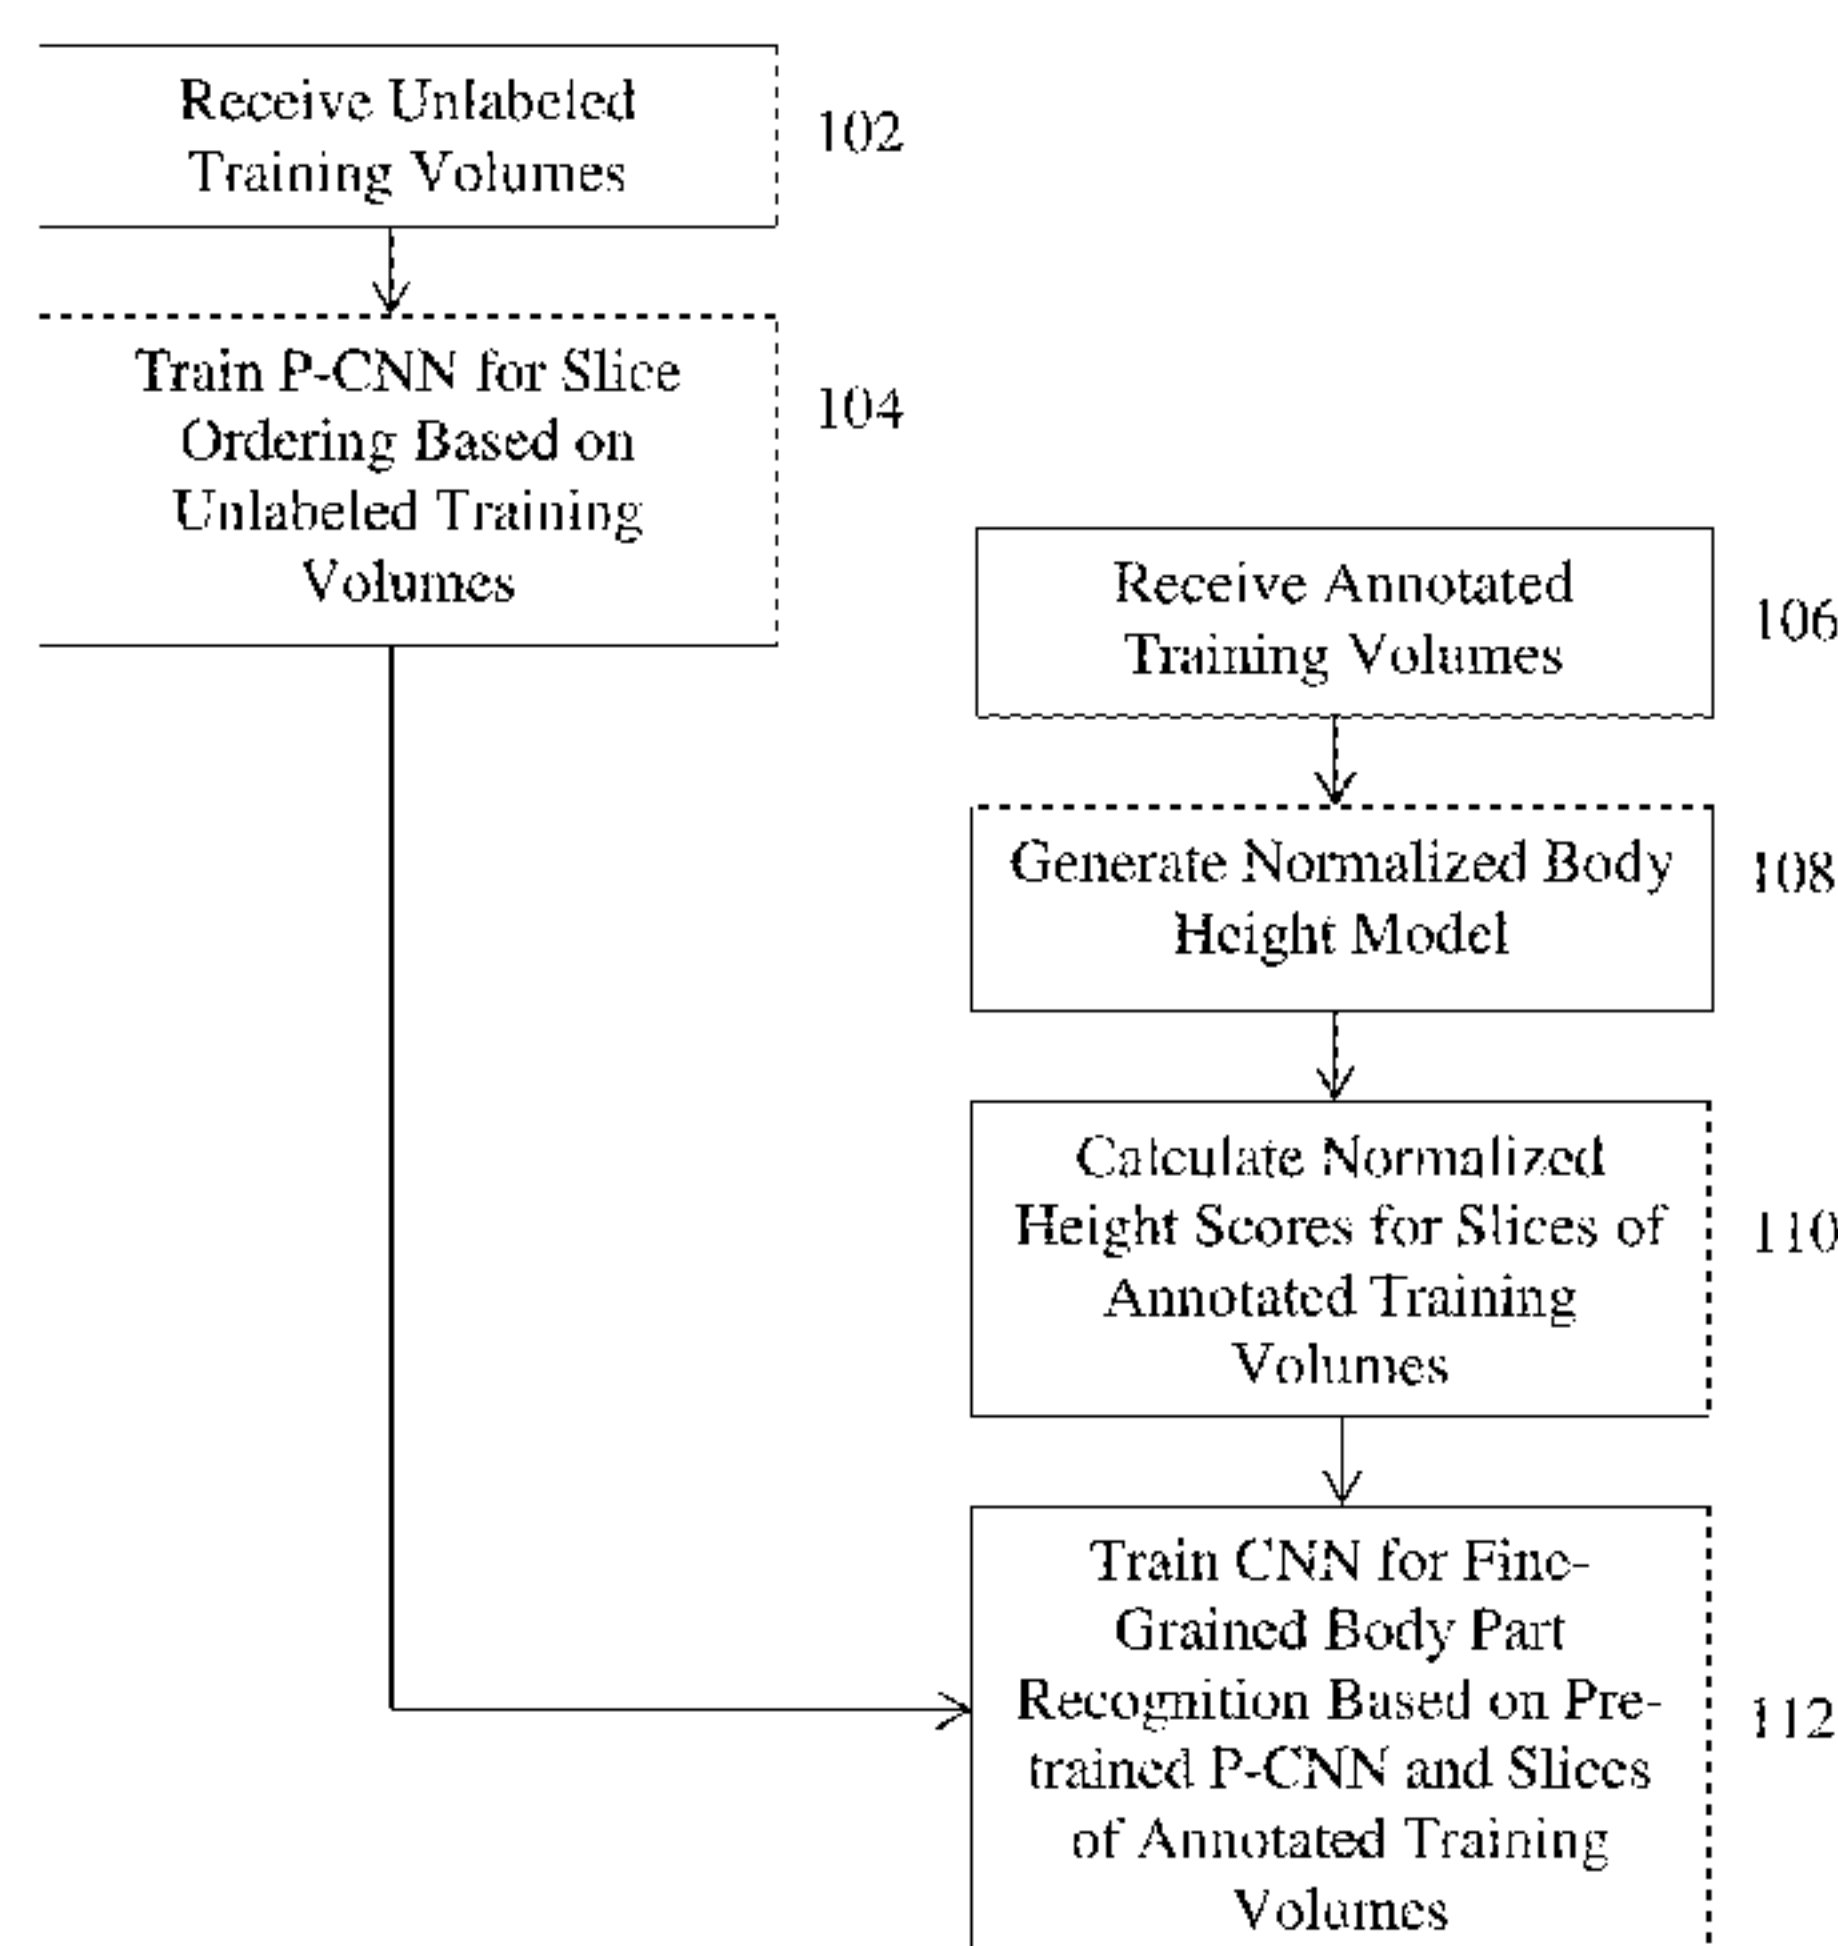 Receive Unlabeled
Training Volumes
102
Train P-CNN for Slice
Ordering Based on
Unlabeled Training
Volumes
104
Receive Annotated
Training Volumes
106
Generate Normalized Body
Height Model
108
Calculate Normalized
Height Scores for Slices of
Annotated Training
Volumes
110
Train CNN for Fine-
Grained Body Part
Recognition Based on Pre-
trained P-CNN and Slices
of Annotated Training
Volumes
112